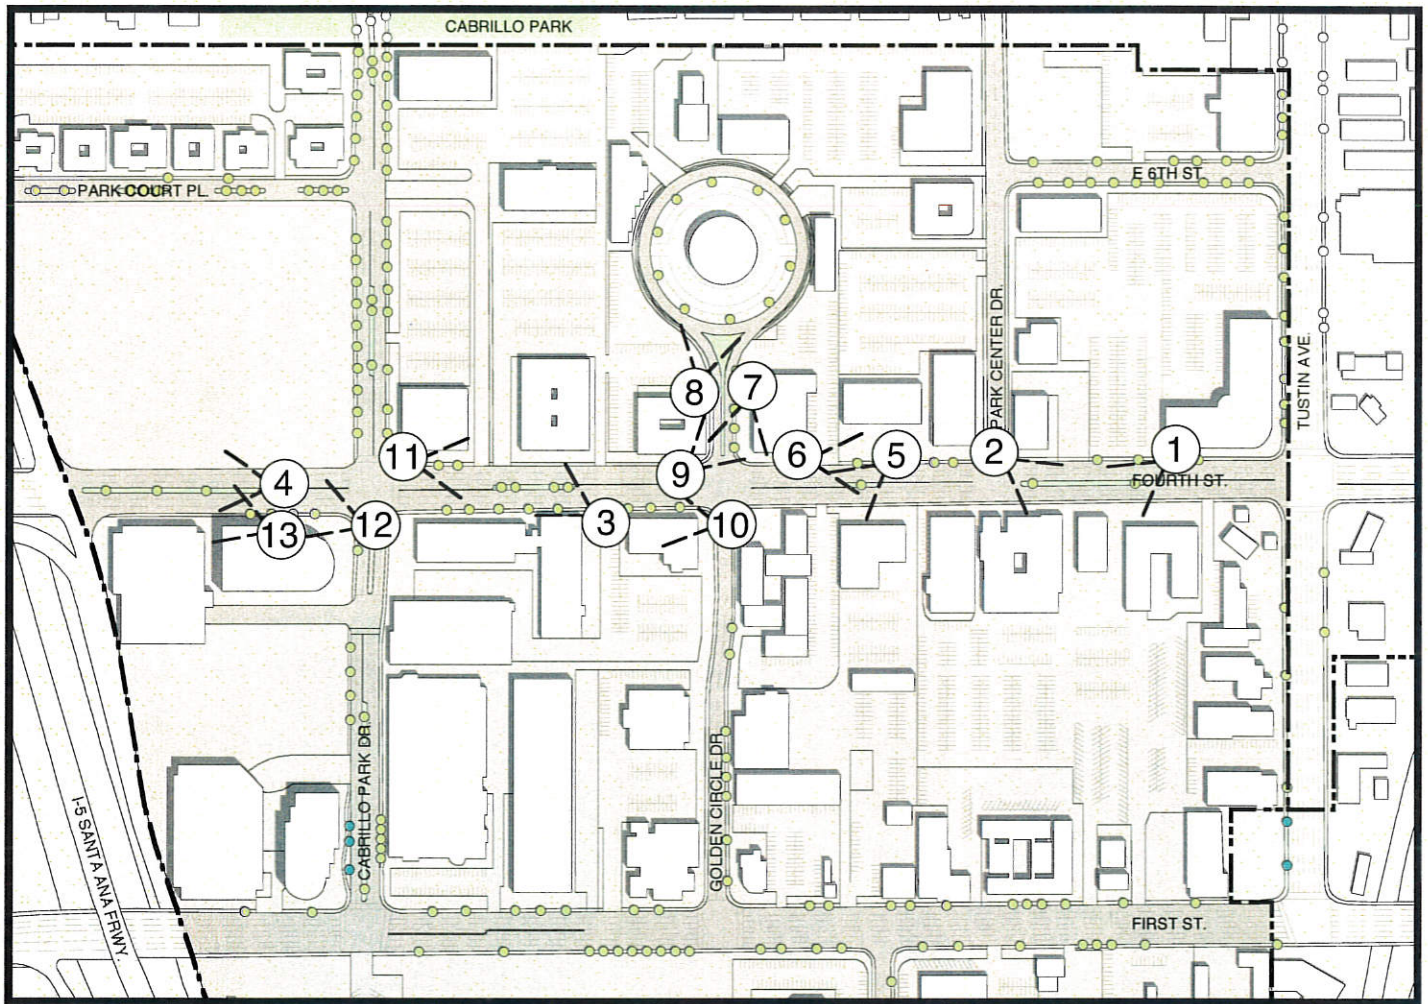 CABRILLO PARK
PARK COURT PL
E 6TH ST.
PARK CENTER DR.
TUSTIN AVE.
8
7
11
6
5
2
1
4
9
FOURTH ST.
13
12
3
10
CABRILLO PARK DR.
GOLDEN CIRCLE DR.
I-5 SANTA ANA FRWY.
FIRST ST.